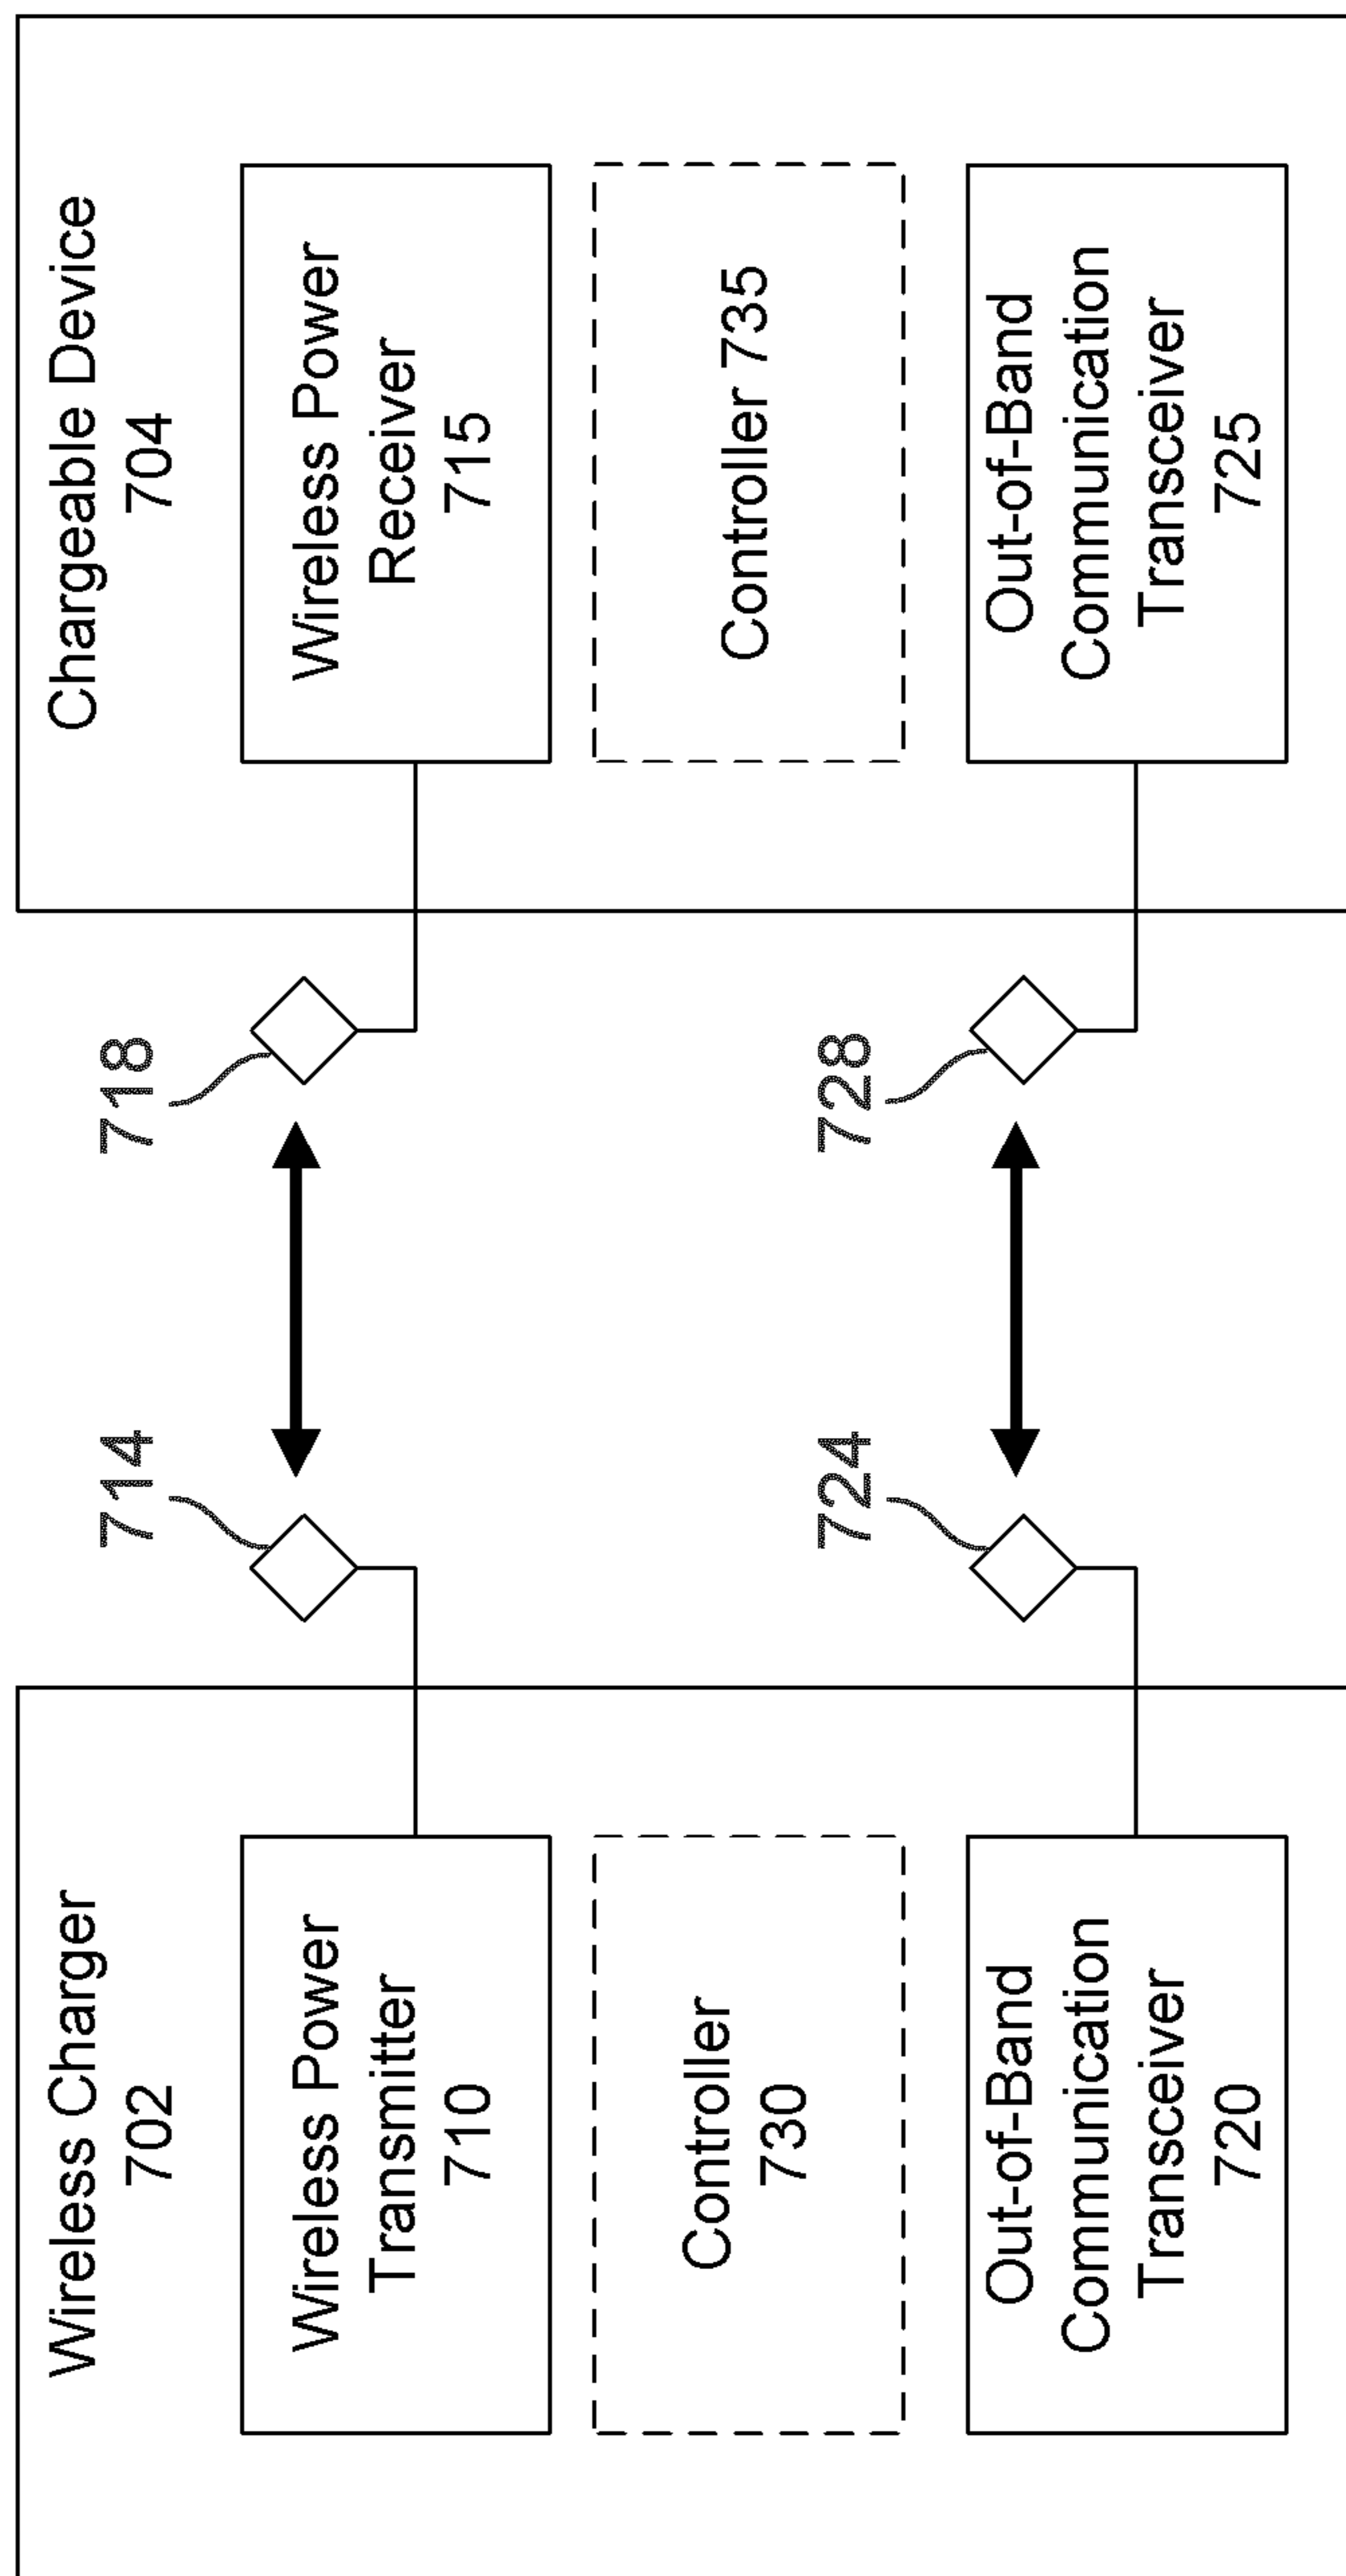 Wireless Charger
702
Wireless Power
Transmitter
710
Controller
730
Out-of-Band
Communication
Transceiver
720
714
718
724
728
Chargeable Device
704
Wireless Power
Receiver
715
Controller 735
Out-of-Band
Communication
Transceiver
725